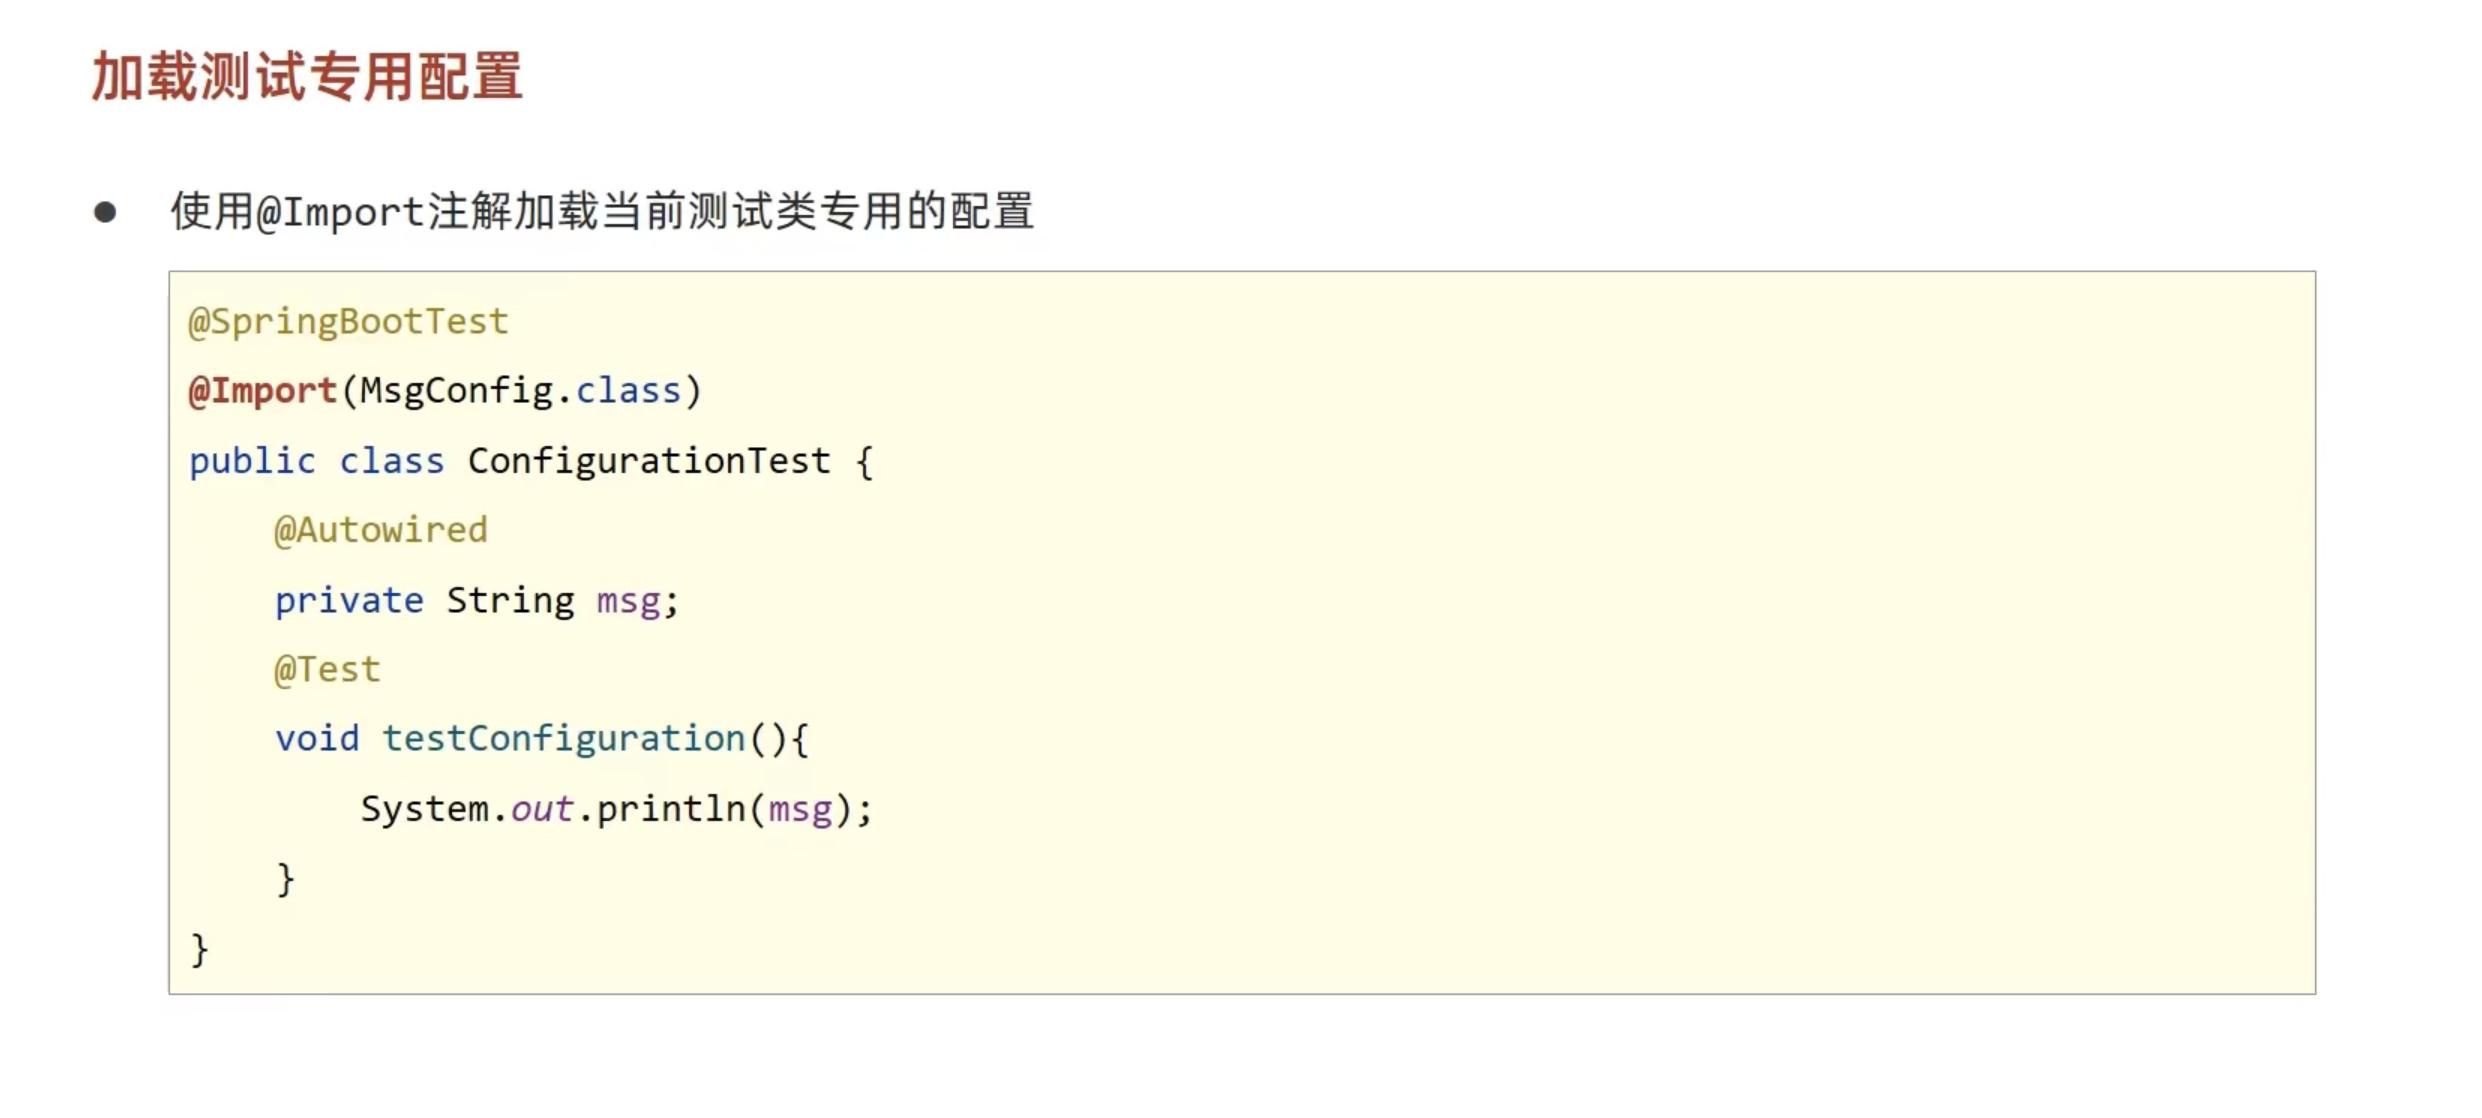 加载测试专用配置
● 使用@Import注解加载当前测试类专用的配置
@SpringBootTest
@Import(MsgConfig.class)
public class ConfigurationTest {
    @Autowired
    private String msg;
    @Test
    void testConfiguration(){
        System.out.println(msg);
    }
}